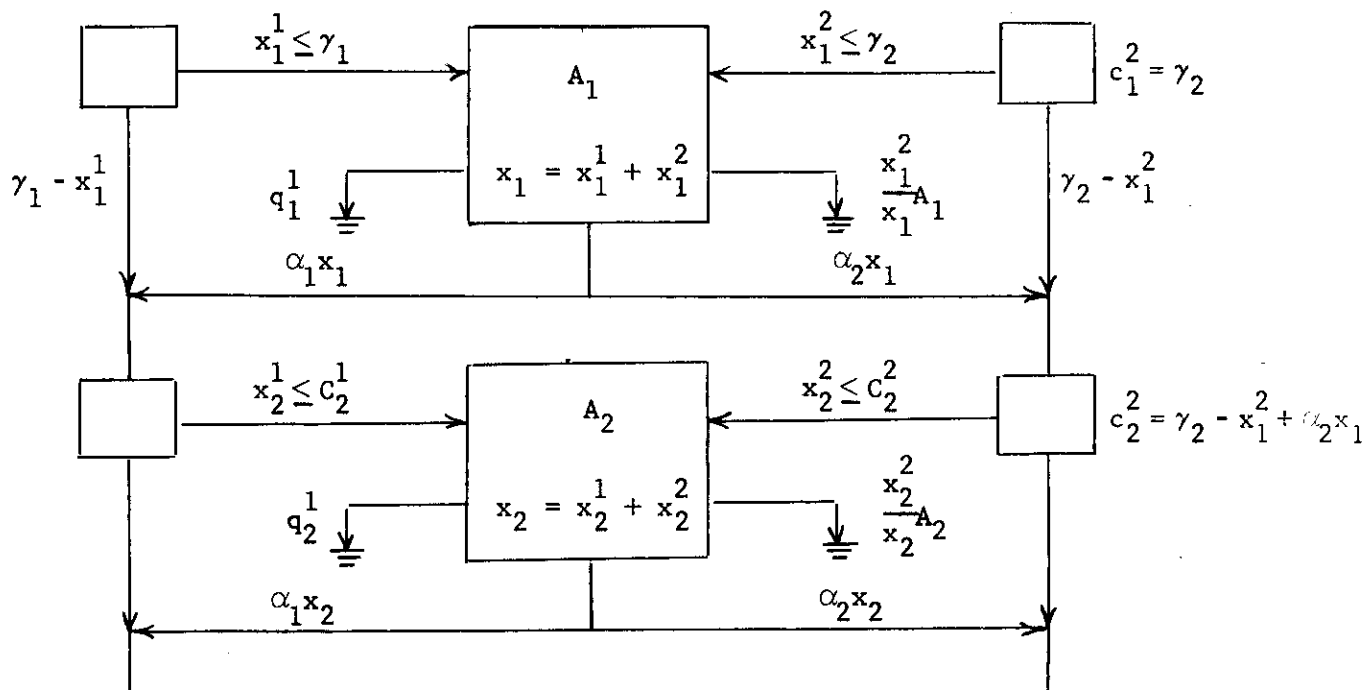 x_1^1 ≤ γ_1
x_1^2 ≤ γ_2
c_1^2 = γ_2
A_1
γ_1 - x_1^1
q_1^1
x_1 = x_1^1 + x_1^2
\frac{x_1^2}{x_1}A_1
γ_2 - x_1^2
α_1x_1
α_2x_1
x_2^1 ≤ C_2^1
x_2^2 ≤ C_2^2
A_2
c_2^2 = γ_2 - x_1^2 + α_2x_1
q_2^1
x_2 = x_2^1 + x_2^2
\frac{x_2^2}{x_2}A_2
α_1x_2
α_2x_2